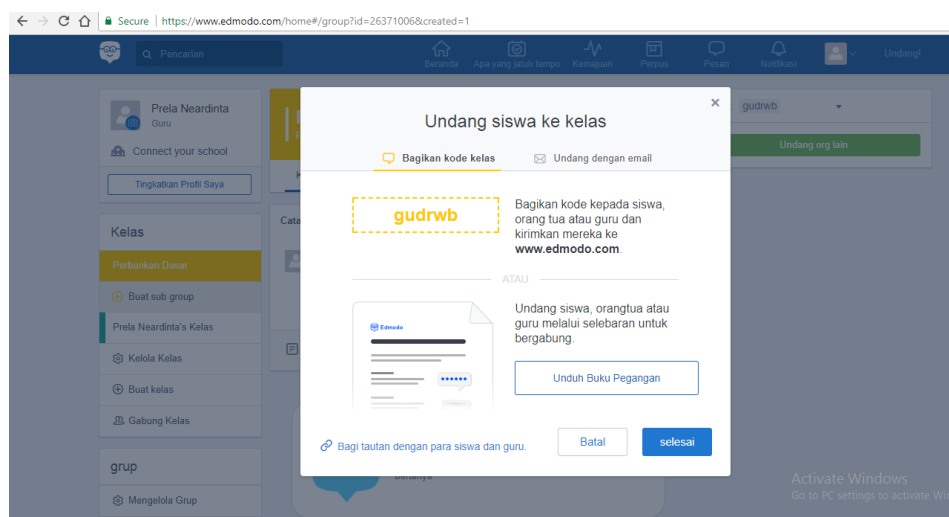 Secure | https://www.edmodo.com/home#/group?id=26371006&created=1
Pencarian
Beranda
Apa yang jatuh tempo
Kemajuan
Perpus
Pesan
Notifikasi
Undang!
Prela Neardinta
Guru
Connect your school
Tingkatkan Profil Saya
Kelas
Perbankan Dasar
Buat sub group
Prela Neardinta's Kelas
Kelola Kelas
Buat kelas
Gabung Kelas
grup
Mengelola Grup
Undang siswa ke kelas
×
Bagikan kode kelas
Undang dengan email
gudrwb
Bagikan kode kepada siswa,
orang tua atau guru dan
kirimkan mereka ke
www.edmodo.com.
ATAU
Edmodo
Undang siswa, orangtua atau
guru melalui selebaran untuk
bergabung.
Unduh Buku Pegangan
Bagi tautan dengan para siswa dan guru.
Batal
selesai
gudrwb
Undang org lain
Activate Windows
Go to PC settings to activate